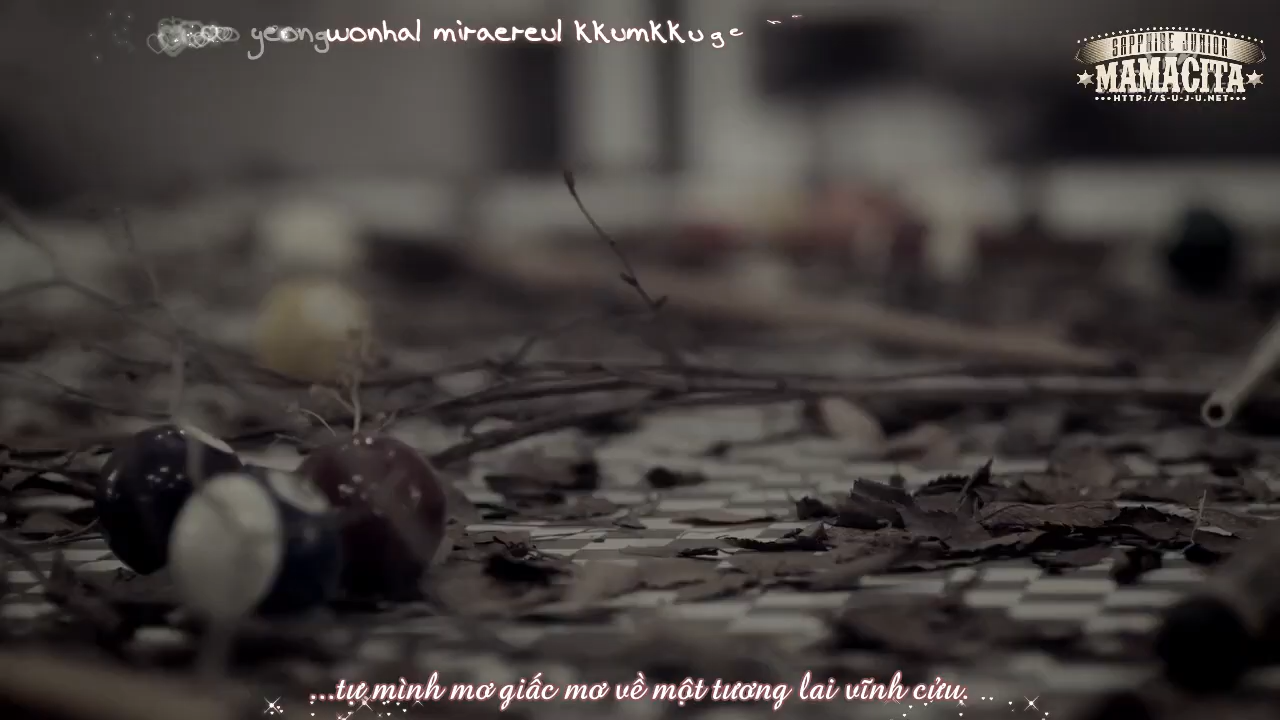 yeongwonhal miraereul kkumkkuge
SAPPHIRE JUNIOR
MAMACITA
HTTP://S-U-J-U.NET
...tự mình mơ giấc mơ về một tương lai vĩnh cửu.